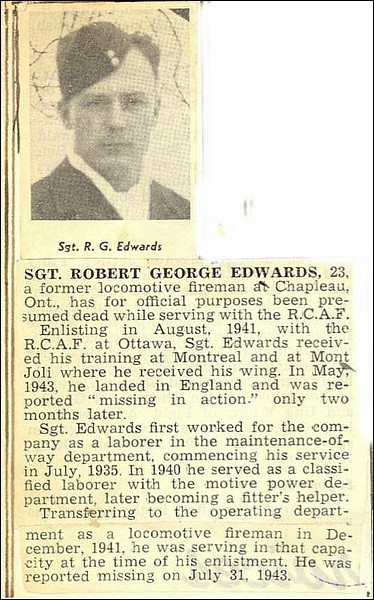 Sgt. R. G. Edwards
SGT. ROBERT GEORGE EDWARDS, 23,
a former locomotive fireman at Chapleau,
Ont., has for official purposes been pre-
sumed dead while serving with the R.C.A.F.
Enlisting in August, 1941, with the
R.C.A.F. at Ottawa, Sgt. Edwards receiv-
ed his training at Montreal and at Mont
Joli where he received his wing. In May,
1943, he landed in England and was re-
ported "missing in action." only two
months later.
Sgt. Edwards first worked for the com-
pany as a laborer in the maintenance-of-
way department, commencing his service
in July, 1935. In 1940 he served as a classi-
fied laborer with the motive power de-
partment, later becoming a fitter's helper.
Transferring to the operating depart-
ment as a locomotive fireman in De-
cember, 1941, he was serving in that capa-
city at the time of his enlistment. He was
reported missing on July 31, 1943.